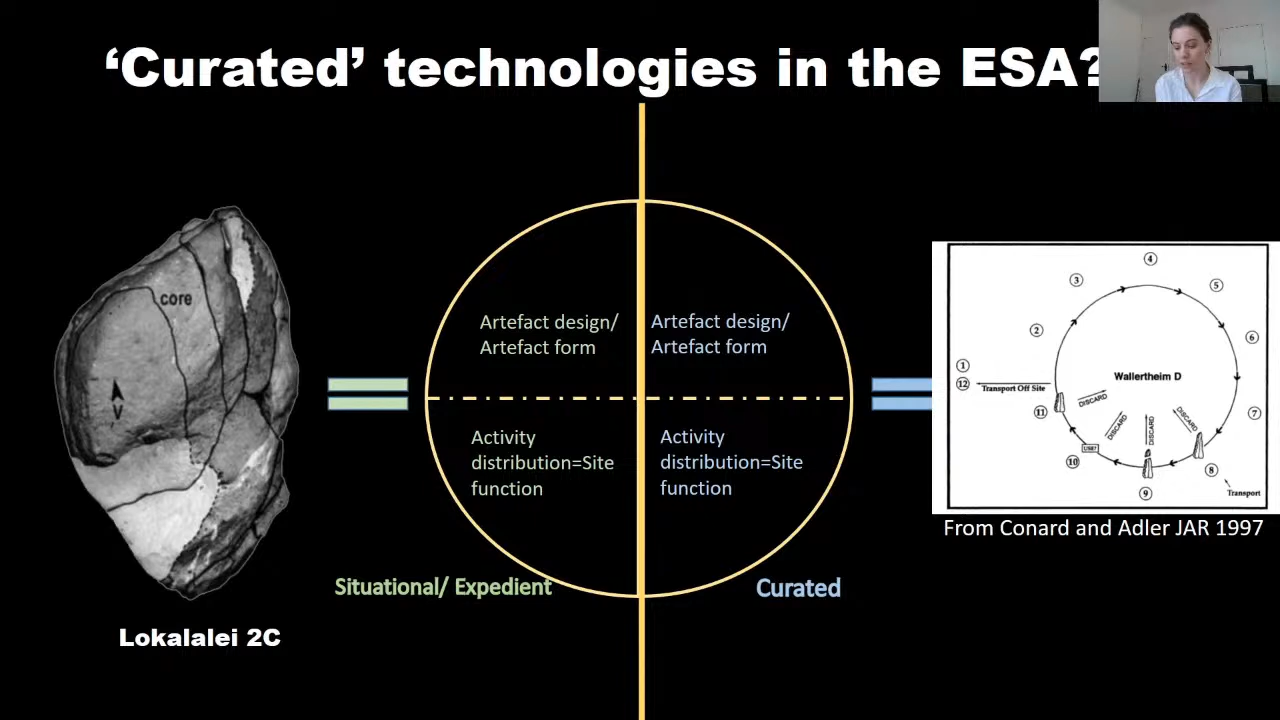 ‘Curated’ technologies in the ESA?
core
V
Lokalalei 2C
Artefact design/
Artefact form
Activity
distribution=Site
function
Situational/ Expedient
Artefact design/
Artefact form
Activity
distribution=Site
function
Curated
4
3
5
2
6
1
12
Transport Off Site
Wallertheim D
11
DISCARD
DISCARD
DISCARD
DISCARD
7
USE?
10
8
9
Transport
From Conard and Adler JAR 1997